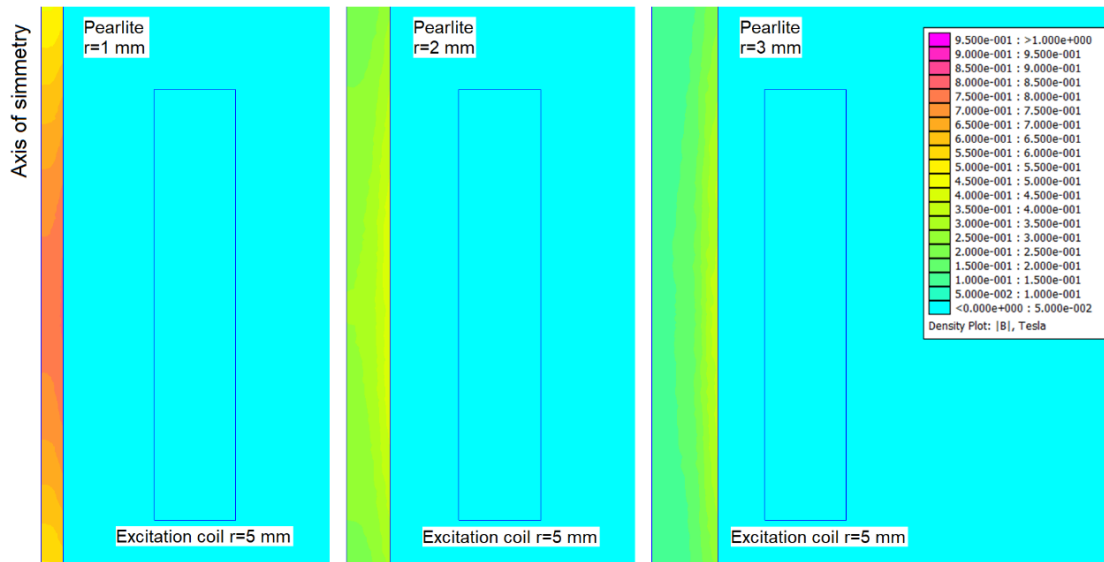 Axis of simmetry
Pearlite
r=1 mm
Excitation coil r=5 mm
Pearlite
r=2 mm
Excitation coil r=5 mm
Pearlite
r=3 mm
Excitation coil r=5 mm
9.500e-001 : >1.000e+000
9.000e-001 : 9.500e-001
8.500e-001 : 9.000e-001
8.000e-001 : 8.500e-001
7.500e-001 : 8.000e-001
7.000e-001 : 7.500e-001
6.500e-001 : 7.000e-001
6.000e-001 : 6.500e-001
5.500e-001 : 6.000e-001
5.000e-001 : 5.500e-001
4.500e-001 : 5.000e-001
4.000e-001 : 4.500e-001
3.500e-001 : 4.000e-001
3.000e-001 : 3.500e-001
2.500e-001 : 3.000e-001
2.000e-001 : 2.500e-001
1.500e-001 : 2.000e-001
1.000e-001 : 1.500e-001
5.000e-002 : 1.000e-001
<0.000e+000 : 5.000e-002
Density Plot: |B|, Tesla